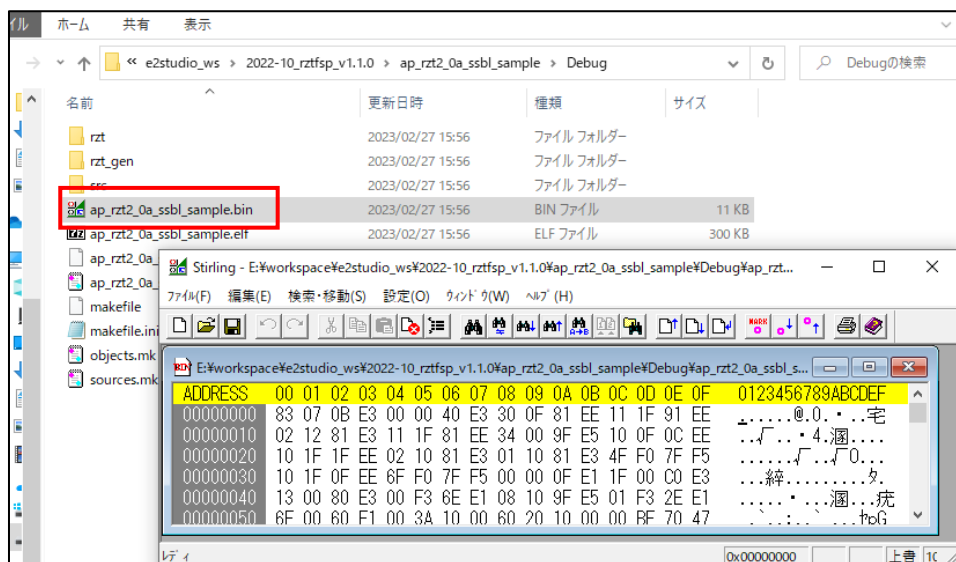 イル ホーム 共有 表示
« e2studio_ws > 2022-10_rztfsp_v1.1.0 > ap_rzt2_0a_ssbl_sample > Debug Debugの検索
名前 更新日時 種類 サイズ
rzt 2023/02/27 15:56 ファイル フォルダー
rzt_gen 2023/02/27 15:56 ファイル フォルダー
src 2023/02/27 15:56 ファイル フォルダー
ap_rzt2_0a_ssbl_sample.bin 2023/02/27 15:56 BIN ファイル 11 KB
ap_rzt2_0a_ssbl_sample.elf 2023/02/27 15:56 ELF ファイル 300 KB
ap_rzt2_0a_
ap_rzt2_0a_
makefile
makefile.ini
objects.mk
sources.mk
Stirling - E:¥workspace¥e2studio_ws¥2022-10_rztfsp_v1.1.0¥ap_rzt2_0a_ssbl_sample¥Debug¥ap_rzt...
ファイル(F) 編集(E) 検索・移動(S) 設定(O) ウィンドウ(W) ヘルプ(H)
E:¥workspace¥e2studio_ws¥2022-10_rztfsp_v1.1.0¥ap_rzt2_0a_ssbl_sample¥Debug¥ap_rzt2_0a_ssbl_s...
ADDRESS 00 01 02 03 04 05 06 07 08 09 0A 0B 0C 0D 0E 0F 0123456789ABCDEF
00000000 83 07 0B E3 00 00 40 E3 30 0F 81 EE 11 1F 91 EE ......@.0.・...宅
00000010 02 12 81 E3 11 1F 81 EE 34 00 9F E5 10 0F 0C EE
00000020 10 1F 1F EE 02 10 81 E3 01 10 81 E3 4F F0 7F F5
00000030 10 1F 0F EE 6F F0 7F F5 00 00 0F E1 1F 00 C0 E3
00000040 13 00 80 E3 00 F3 6E E1 08 10 9F E5 01 F3 2E E1
00000050 6F 00 60 F1 00 3A 10 00 60 20 10 00 00 BF 70 47
レディ 0x00000000 上書